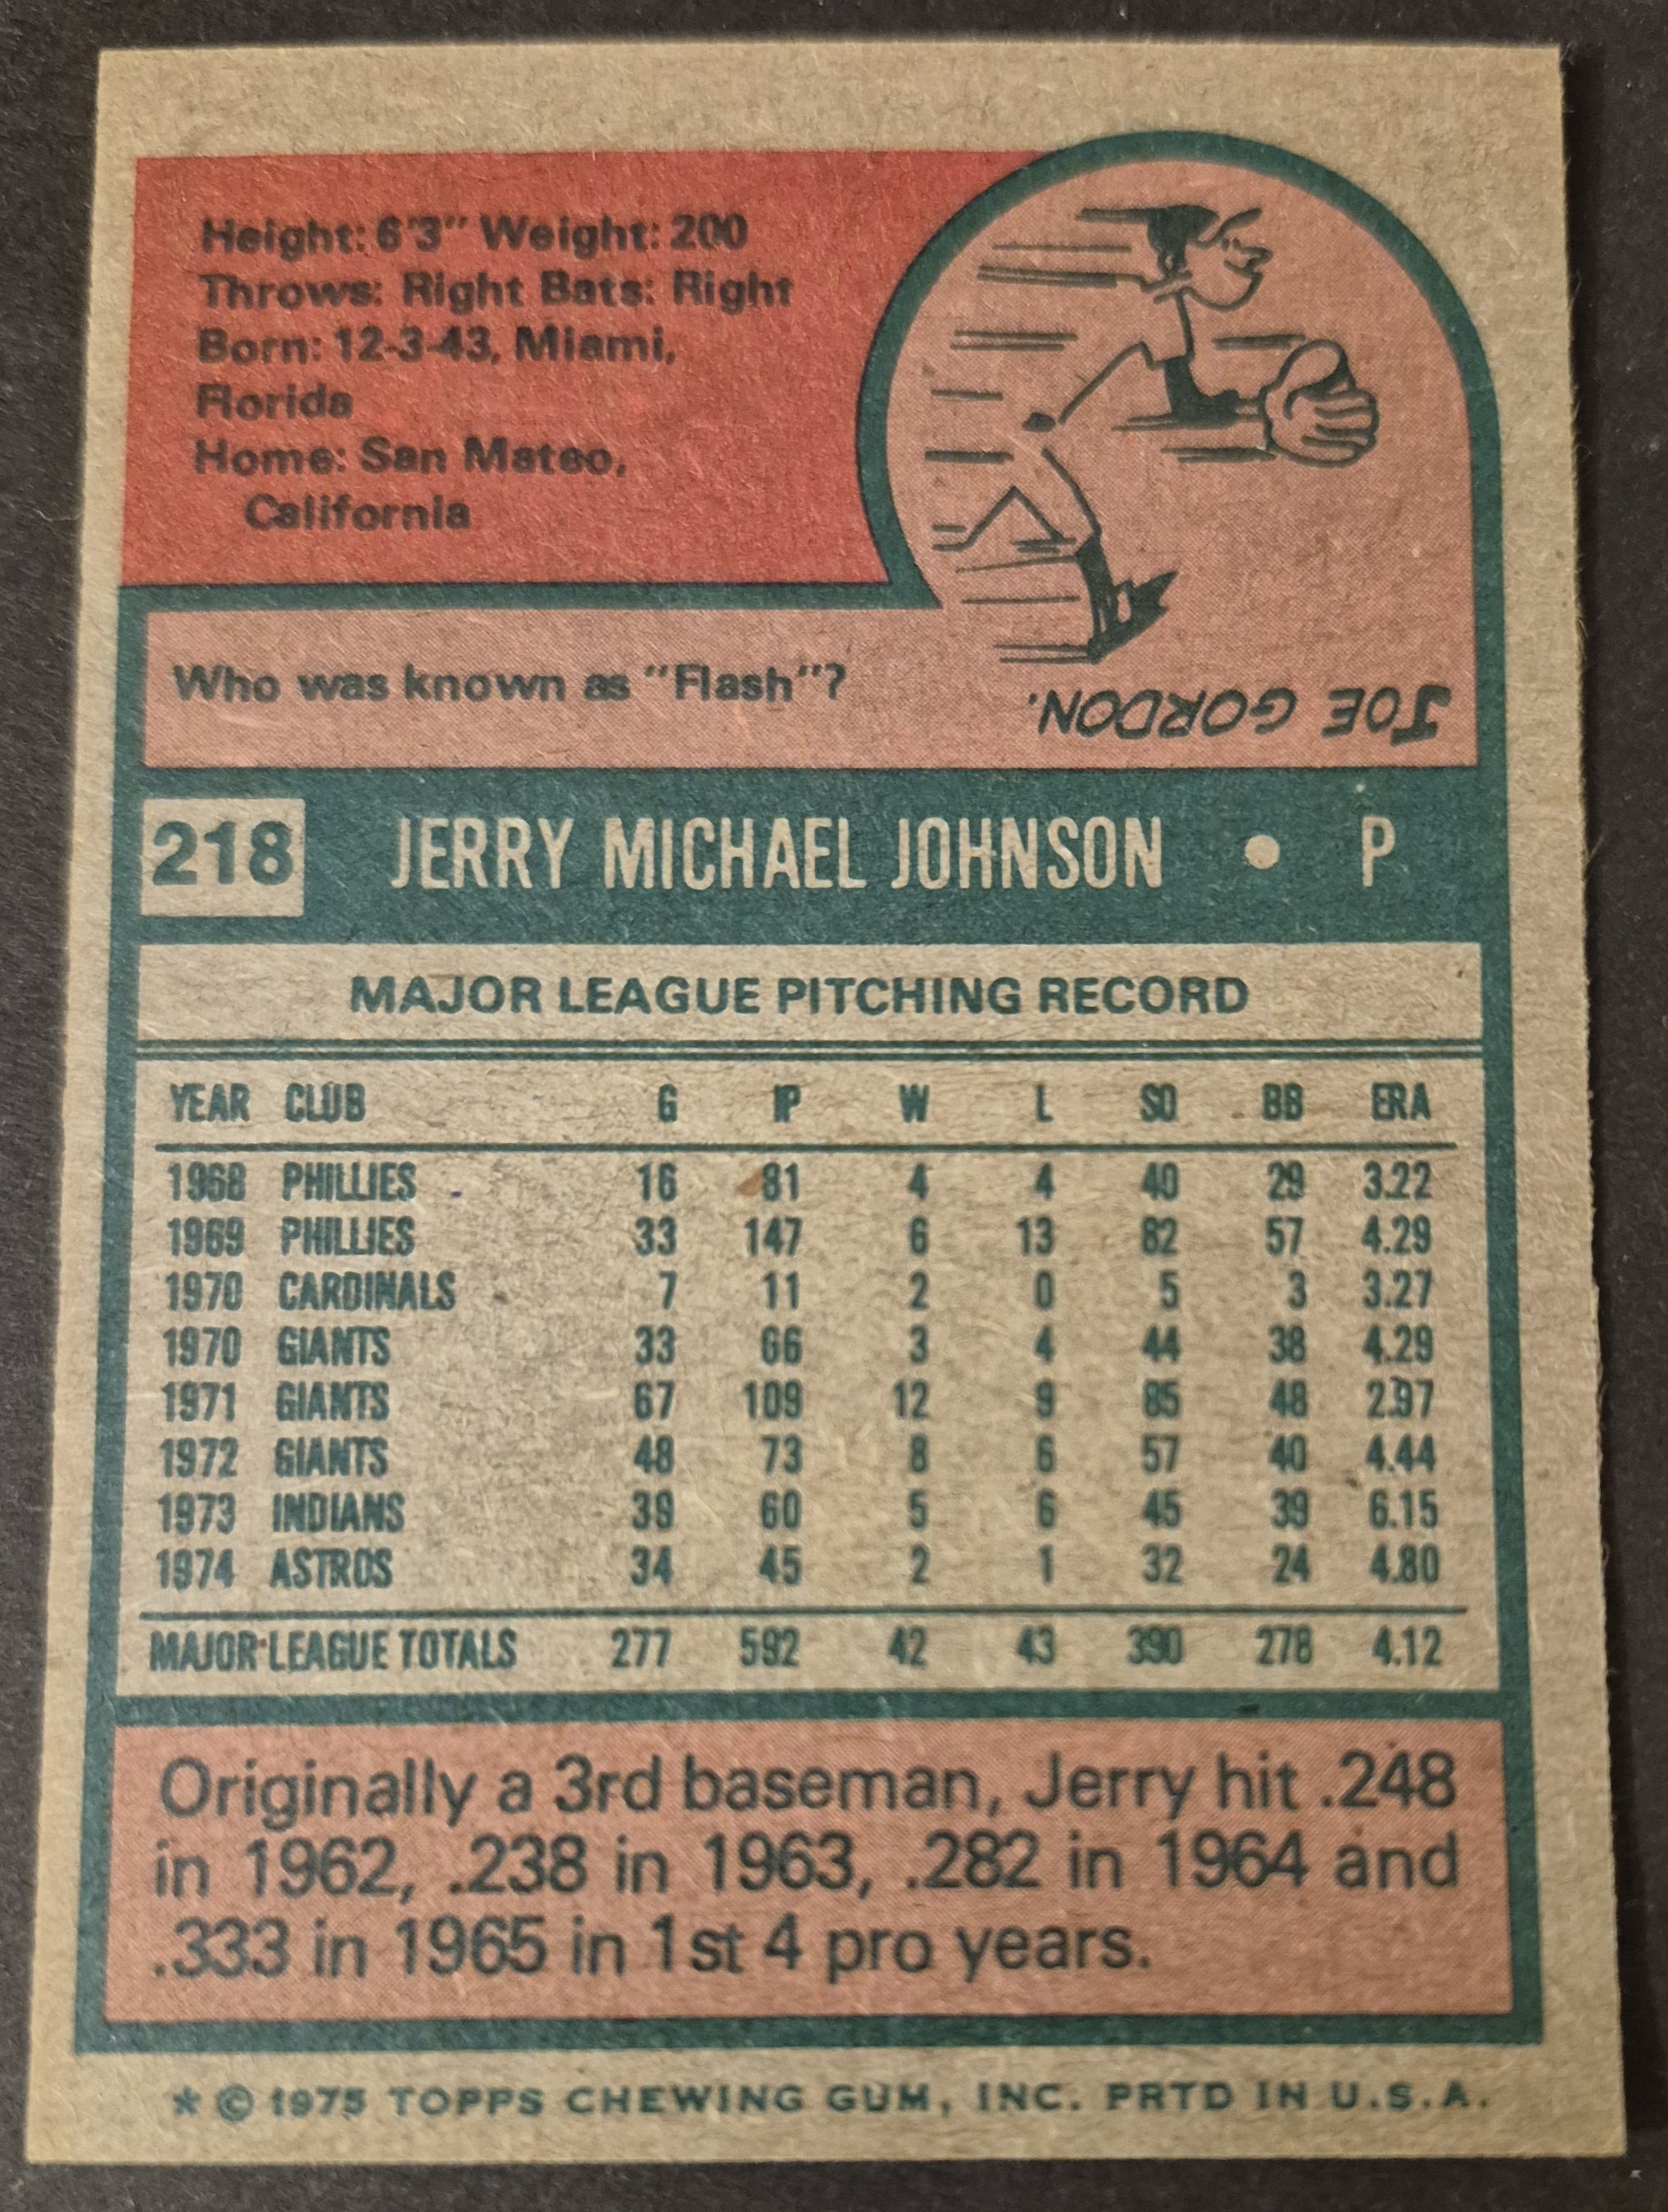 Height: 6'3" Weight: 200
Throws: Right Bats: Right
Born: 12-3-43, Miami,
Florida
Home: San Mateo,
California
Who was known as "Flash"?
JOE GORDON.
218 JERRY MICHAEL JOHNSON • P
MAJOR LEAGUE PITCHING RECORD
YEAR CLUB G IP W L SO BB ERA
1968 PHILLIES 16 81 4 4 40 29 3.22
1969 PHILLIES 33 147 6 13 82 57 4.29
1970 CARDINALS 7 11 2 0 5 3 3.27
1970 GIANTS 33 66 3 4 44 38 4.29
1971 GIANTS 67 109 12 9 85 48 2.97
1972 GIANTS 48 73 8 6 57 40 4.44
1973 INDIANS 39 60 5 6 45 39 6.15
1974 ASTROS 34 45 2 1 32 24 4.80
MAJOR LEAGUE TOTALS 277 592 42 43 390 278 4.12
Originally a 3rd baseman, Jerry hit .248
in 1962, .238 in 1963, .282 in 1964 and
.333 in 1965 in 1st 4 pro years.
* © 1975 TOPPS CHEWING GUM, INC. PRTD IN U.S.A.